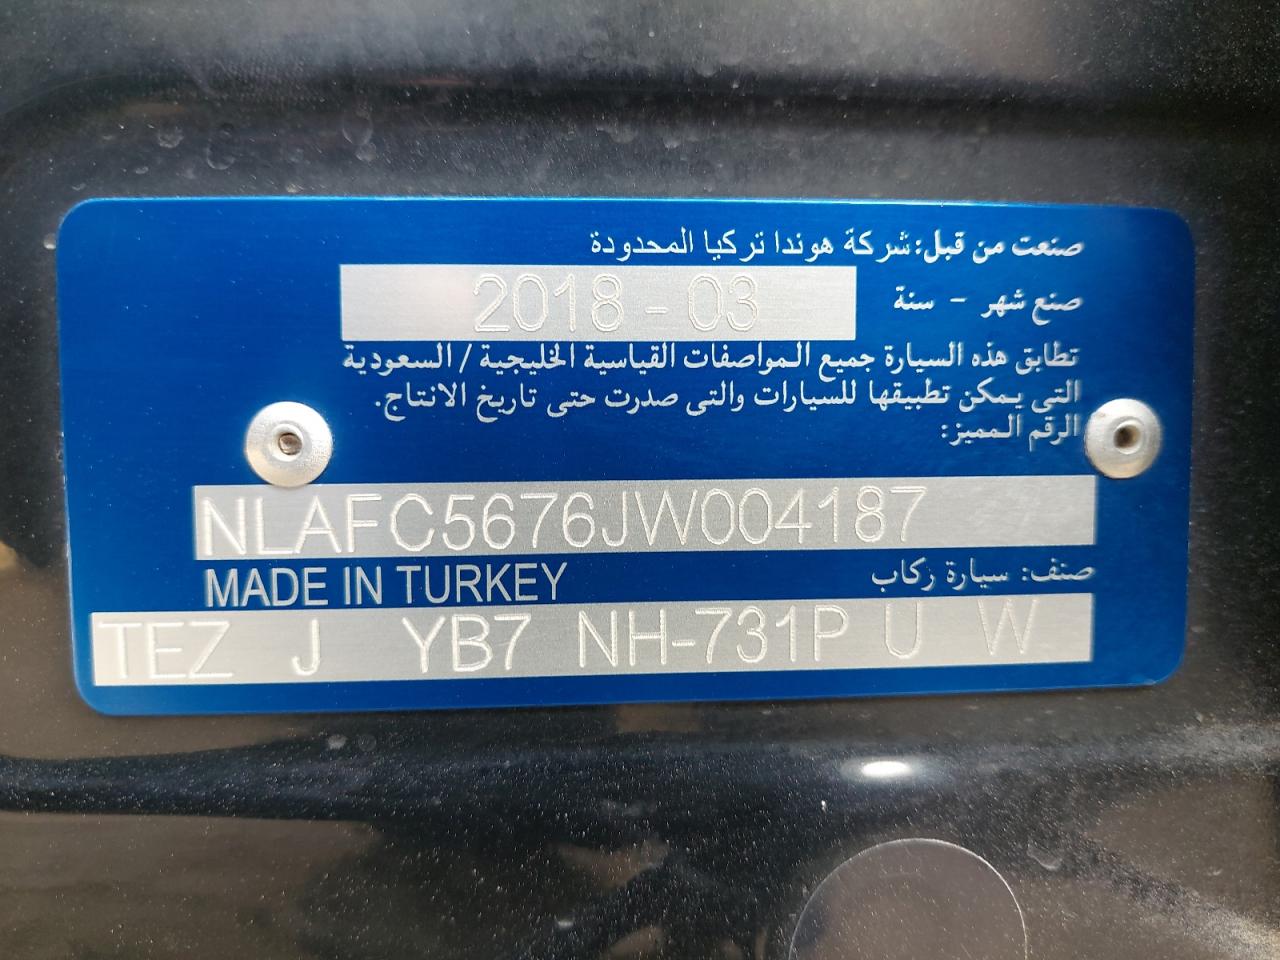 صنعت من قبل: شركة هوندا تركيا المحدودة
صنع شهر - سنة 2018 - 03
تطابق هذه السيارة جميع المواصفات القياسية الخليجية / السعودية
التى يمكن تطبيقها للسيارات والتى صدرت حتى تاريخ الانتاج.
الرقم المميز:
NLAFC5676JW004187
MADE IN TURKEY صنف: سيارة ركاب
TEZ J YB7 NH-731P U W